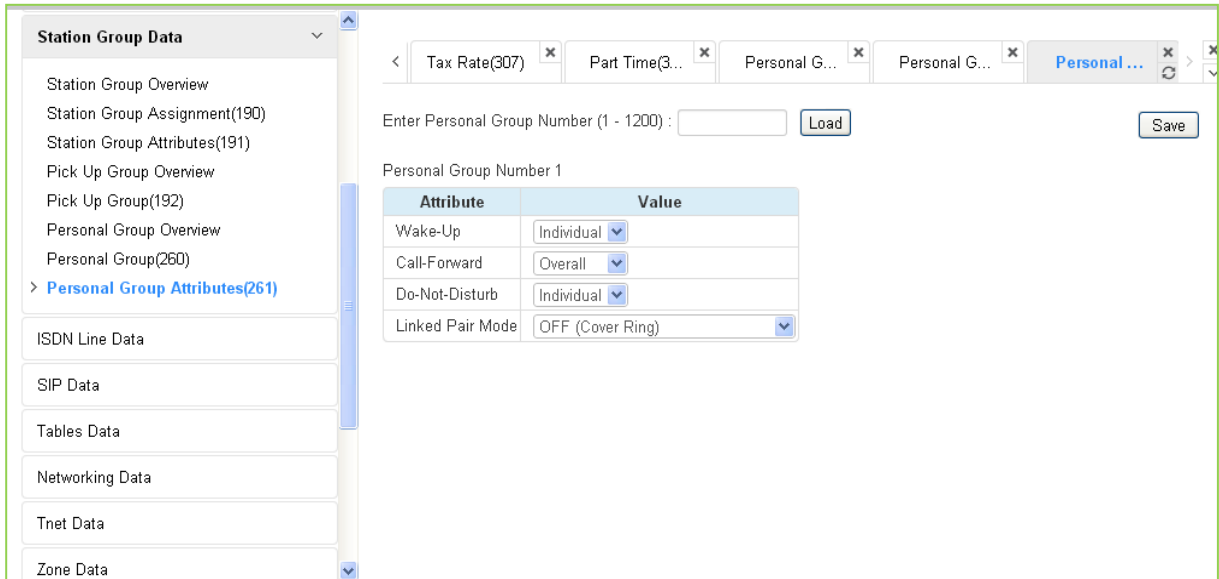 Station Group Data
Station Group Overview
Station Group Assignment(190)
Station Group Attributes(191)
Pick Up Group Overview
Pick Up Group(192)
Personal Group Overview
Personal Group(260)
Personal Group Attributes(261)
ISDN Line Data
SIP Data
Tables Data
Networking Data
Tnet Data
Zone Data
Tax Rate(307) Part Time(3... Personal G... Personal G... Personal ...
Enter Personal Group Number (1 - 1200) : Load Save
Personal Group Number 1
Attribute Value
Wake-Up Individual
Call-Forward Overall
Do-Not-Disturb Individual
Linked Pair Mode OFF (Cover Ring)